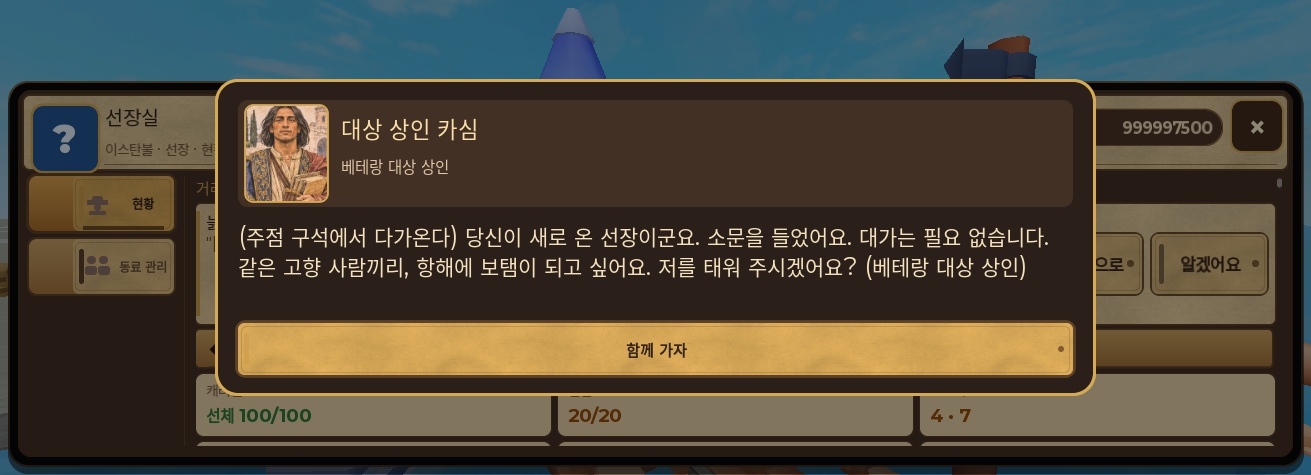 ?
선장실
이스탄불 · 선장 ·
999997500
×
현황
동료 관리
대상 상인 카심
베테랑 대상 상인
(주점 구석에서 다가온다) 당신이 새로 온 선장이군요. 소문을 들었어요. 대가는 필요 없습니다.
같은 고향 사람끼리, 항해에 보탬이 되고 싶어요. 저를 태워 주시겠어요? (베테랑 대상 상인)
함께 가자
으로
알겠어요
선체 100/100
20/20
4 · 7